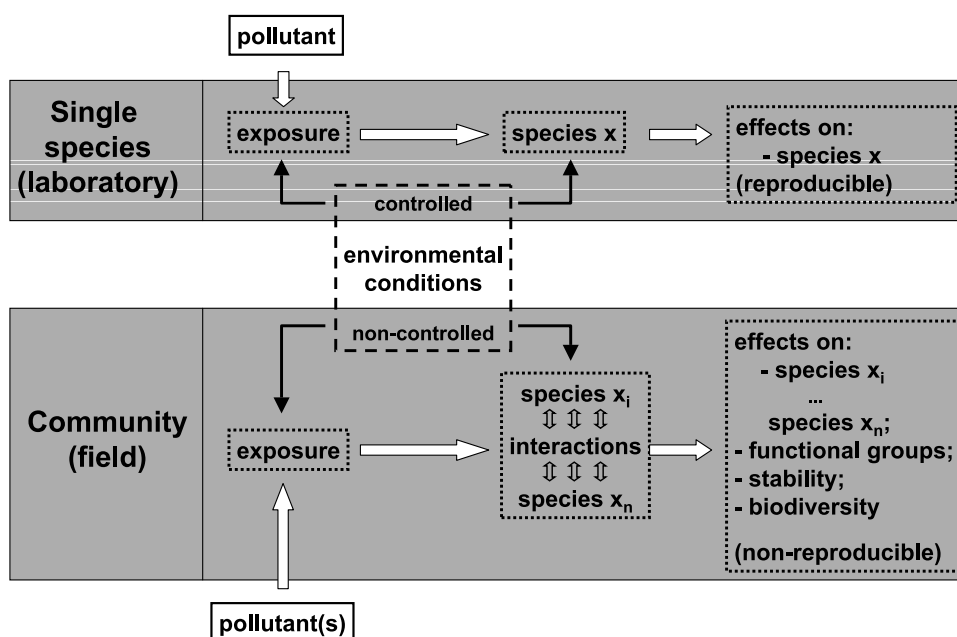 pollutant
Single
species
(laboratory)
exposure
species x
effects on:
- species x
(reproducible)
controlled
environmental
conditions
non-controlled
Community
(field)
exposure
species xᵢ
interactions
species xₙ
effects on:
- species xᵢ
...
species xₙ;
- functional groups;
- stability;
- biodiversity
(non-reproducible)
pollutant(s)